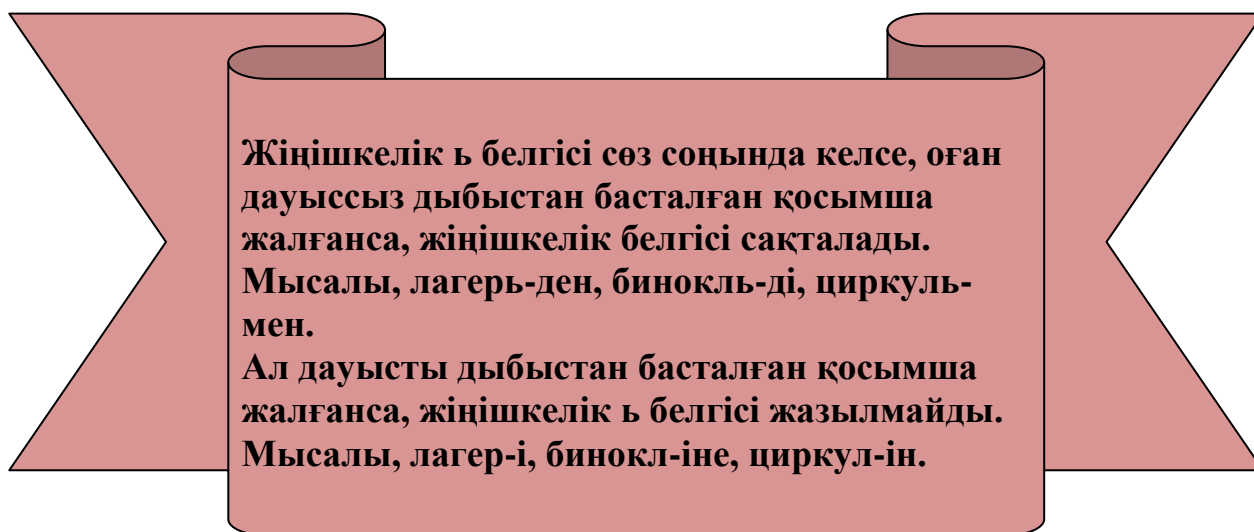 Жіңішкелік ь белгісі сөз соңында келсе, оған
дауыссыз дыбыстан басталған қосымша
жалғанса, жіңішкелік белгісі сақталады.
Мысалы, лагерь-ден, бинокль-ді, циркуль-
мен.
Ал дауысты дыбыстан басталған қосымша
жалғанса, жіңішкелік ь белгісі жазылмайды.
Мысалы, лагер-і, бинокл-іне, циркул-ін.